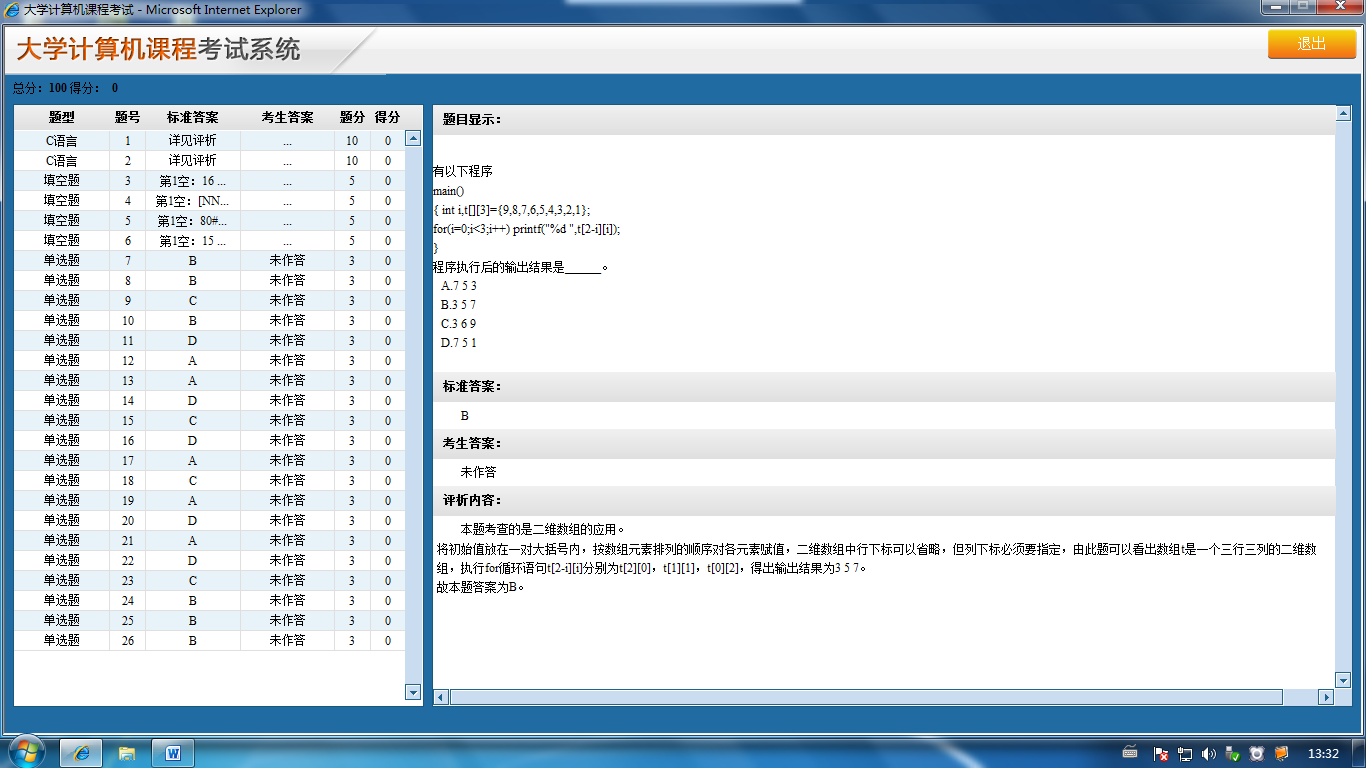 大学计算机课程考试 - Microsoft Internet Explorer
大学计算机课程考试系统
退出
总分：100 得分： 0
题型 题号 标准答案 考生答案 题分 得分
C语言 1 详见评析 ... 10 0
C语言 2 详见评析 ... 10 0
填空题 3 第1空：16 ... ... 5 0
填空题 4 第1空：[NN... ... 5 0
填空题 5 第1空：80#... ... 5 0
填空题 6 第1空：15 ... ... 5 0
单选题 7 B 未作答 3 0
单选题 8 B 未作答 3 0
单选题 9 C 未作答 3 0
单选题 10 B 未作答 3 0
单选题 11 D 未作答 3 0
单选题 12 A 未作答 3 0
单选题 13 A 未作答 3 0
单选题 14 D 未作答 3 0
单选题 15 C 未作答 3 0
单选题 16 D 未作答 3 0
单选题 17 A 未作答 3 0
单选题 18 C 未作答 3 0
单选题 19 A 未作答 3 0
单选题 20 D 未作答 3 0
单选题 21 A 未作答 3 0
单选题 22 D 未作答 3 0
单选题 23 C 未作答 3 0
单选题 24 B 未作答 3 0
单选题 25 B 未作答 3 0
单选题 26 B 未作答 3 0
题目显示：
有以下程序
main()
{ int i,t[][3]={9,8,7,6,5,4,3,2,1};
for(i=0;i<3;i++) printf("%d ",t[2-i][i]);
}
程序执行后的输出结果是______。
A.7 5 3
B.3 5 7
C.3 6 9
D.7 5 1
标准答案：
B
考生答案：
未作答
评析内容：
本题考查的是二维数组的应用。
将初始值放在一对大括号内，按数组元素排列的顺序对各元素赋值，二维数组中行下标可以省略，但列下标必须要指定，由此题可以看出数组t是一个三行三列的二维数
组，执行for循环语句t[2-i][i]分别为t[2][0]，t[1][1]，t[0][2]，得出输出结果为3 5 7。
故本题答案为B。
13:32